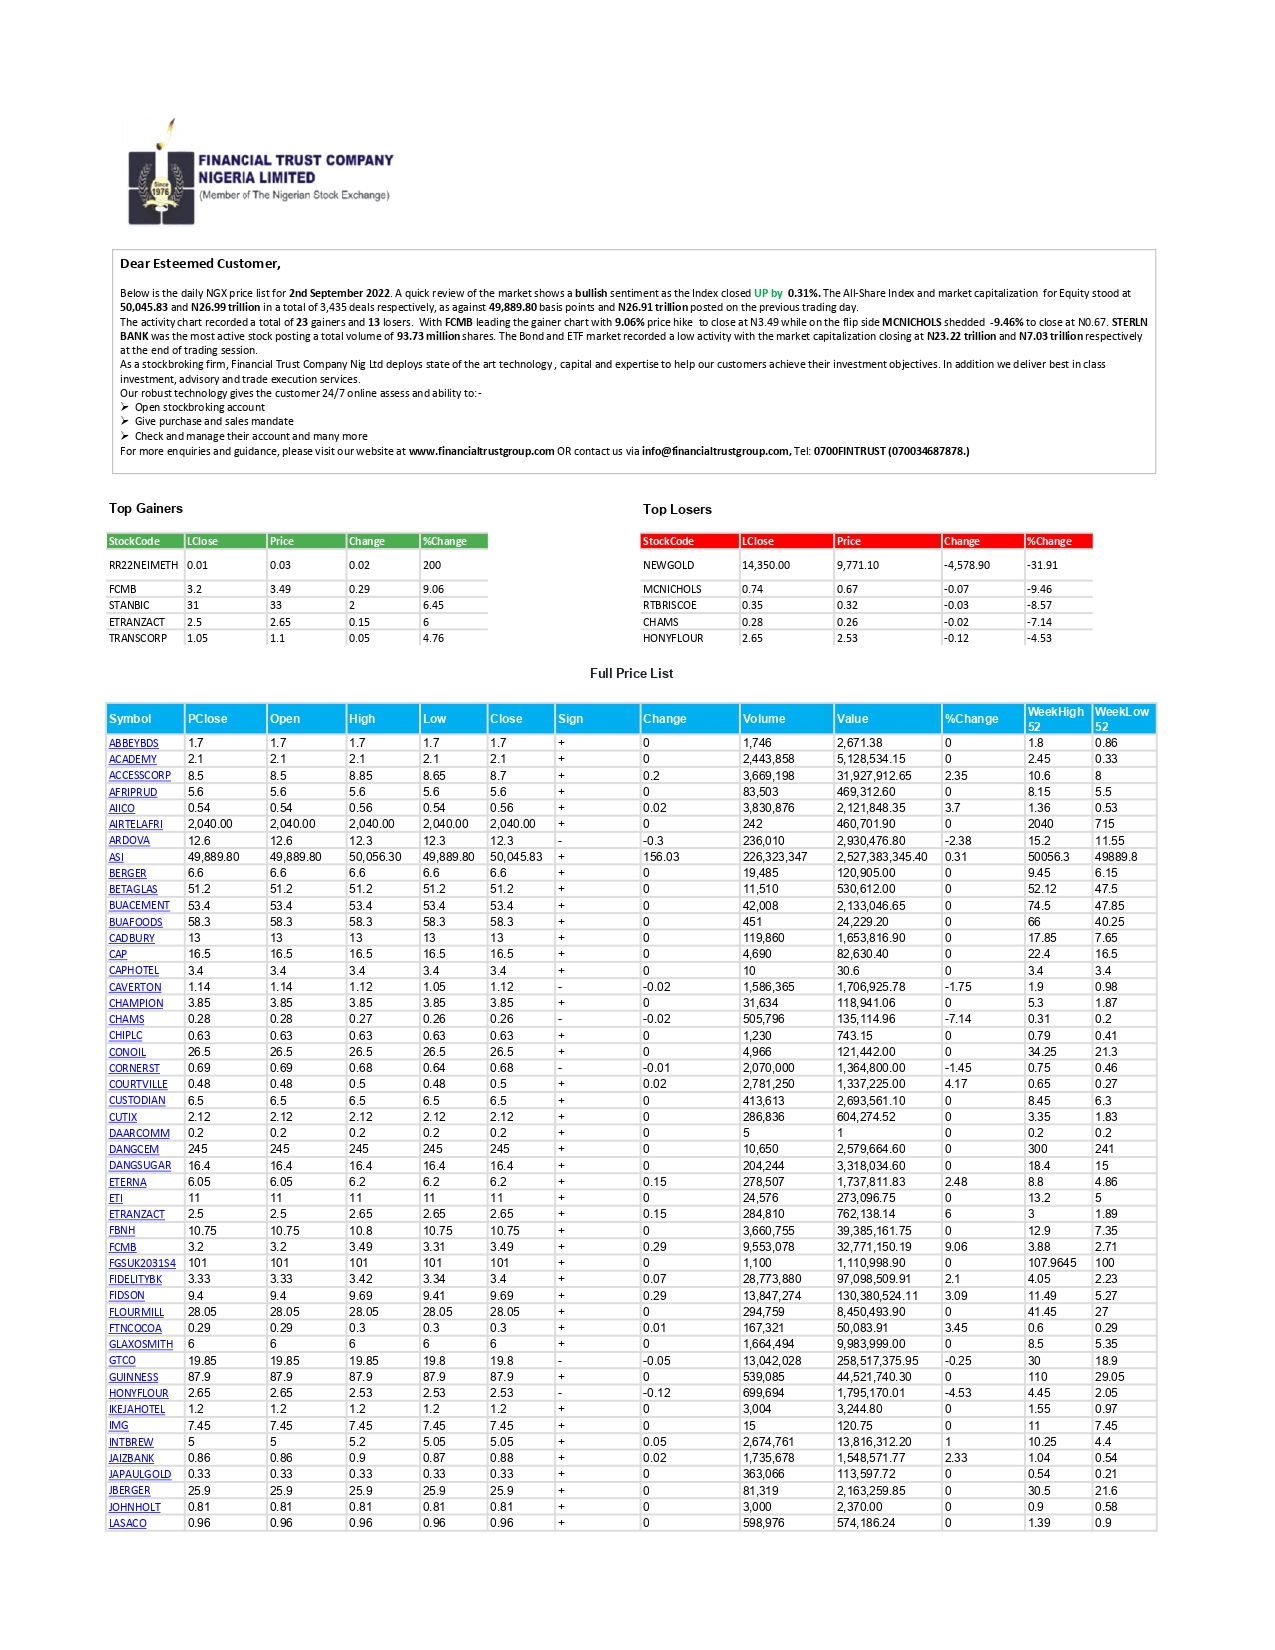 FINANCIAL TRUST COMPANY
NIGERIA LIMITED
(Member of The Nigerian Stock Exchange)
Since
1976
Dear Esteemed Customer,
Below is the daily NGX price list for 2nd September 2022. A quick review of the market shows a bullish sentiment as the Index closed UP by 0.31%. The All-Share Index and market capitalization for Equity stood at
50,045.83 and N26.99 trillion in a total of 3,435 deals respectively, as against 49,889.80 basis points and N26.91 trillion posted on the previous trading day.
The activity chart recorded a total of 23 gainers and 13 losers. With FCMB leading the gainer chart with 9.06% price hike to close at N3.49 while on the flip side MCNICHOLS shedded -9.46% to close at N0.67. STERLN
BANK was the most active stock posting a total volume of 93.73 million shares. The Bond and ETF market recorded a low activity with the market capitalization closing at N23.22 trillion and N7.03 trillion respectively
at the end of trading session.
As a stockbroking firm, Financial Trust Company Nig Ltd deploys state of the art technology, capital and expertise to help our customers achieve their investment objectives. In addition we deliver best in class
investment, advisory and trade execution services.
Our robust technology gives the customer 24/7 online assess and ability to:-
➢ Open stockbroking account
➢ Give purchase and sales mandate
➢ Check and manage their account and many more
For more enquiries and guidance, please visit our website at www.financialtrustgroup.com OR contact us via info@financialtrustgroup.com, Tel: 0700FINTRUST (070034687878.)
Top Gainers
StockCode LClose Price Change %Change
RR22NEIMETH 0.01 0.03 0.02 200
FCMB 3.2 3.49 0.29 9.06
STANBIC 31 33 2 6.45
ETRANZACT 2.5 2.65 0.15 6
TRANSCORP 1.05 1.1 0.05 4.76
Top Losers
StockCode LClose Price Change %Change
NEWGOLD 14,350.00 9,771.10 -4,578.90 -31.91
MCNICHOLS 0.74 0.67 -0.07 -9.46
RTBRISCOE 0.35 0.32 -0.03 -8.57
CHAMS 0.28 0.26 -0.02 -7.14
HONYFLOUR 2.65 2.53 -0.12 -4.53
Full Price List
Symbol PClose Open High Low Close Sign Change Volume Value %Change WeekHigh 52 WeekLow 52
ABBEYBDS 1.7 1.7 1.7 1.7 1.7 + 0 1,746 2,671.38 0 1.8 0.86
ACADEMY 2.1 2.1 2.1 2.1 2.1 + 0 2,443,858 5,128,534.15 0 2.45 0.33
ACCESSCORP 8.5 8.5 8.85 8.65 8.7 + 0.2 3,669,198 31,927,912.65 2.35 10.6 8
AFRIPRUD 5.6 5.6 5.6 5.6 5.6 + 0 83,503 469,312.60 0 8.15 5.5
AIICO 0.54 0.54 0.56 0.54 0.56 + 0.02 3,830,876 2,121,848.35 3.7 1.36 0.53
AIRTELAFRI 2,040.00 2,040.00 2,040.00 2,040.00 2,040.00 + 0 242 460,701.90 0 2040 715
ARDOVA 12.6 12.6 12.3 12.3 12.3 - -0.3 236,010 2,930,476.80 -2.38 15.2 11.55
ASI 49,889.80 49,889.80 50,056.30 49,889.80 50,045.83 + 156.03 226,323,347 2,527,383,345.40 0.31 50056.3 49889.8
BERGER 6.6 6.6 6.6 6.6 6.6 + 0 19,485 120,905.00 0 9.45 6.15
BETAGLAS 51.2 51.2 51.2 51.2 51.2 + 0 11,510 530,612.00 0 52.12 47.5
BUACEMENT 53.4 53.4 53.4 53.4 53.4 + 0 42,008 2,133,046.65 0 74.5 47.85
BUAFOODS 58.3 58.3 58.3 58.3 58.3 + 0 451 24,229.20 0 66 40.25
CADBURY 13 13 13 13 13 + 0 119,860 1,653,816.90 0 17.85 7.65
CAP 16.5 16.5 16.5 16.5 16.5 + 0 4,690 82,630.40 0 22.4 16.5
CAPHOTEL 3.4 3.4 3.4 3.4 3.4 + 0 10 30.6 0 3.4 3.4
CAVERTON 1.14 1.14 1.12 1.05 1.12 - -0.02 1,586,365 1,706,925.78 -1.75 1.9 0.98
CHAMPION 3.85 3.85 3.85 3.85 3.85 + 0 31,634 118,941.06 0 5.3 1.87
CHAMS 0.28 0.28 0.27 0.26 0.26 - -0.02 505,796 135,114.96 -7.14 0.31 0.2
CHIPLC 0.63 0.63 0.63 0.63 0.63 + 0 1,230 743.15 0 0.79 0.41
CONOIL 26.5 26.5 26.5 26.5 26.5 + 0 4,966 121,442.00 0 34.25 21.3
CORNERST 0.69 0.69 0.68 0.64 0.68 - -0.01 2,070,000 1,364,800.00 -1.45 0.75 0.46
COURTVILLE 0.48 0.48 0.5 0.48 0.5 + 0.02 2,781,250 1,337,225.00 4.17 0.65 0.27
CUSTODIAN 6.5 6.5 6.5 6.5 6.5 + 0 413,613 2,693,561.10 0 8.45 6.3
CUTIX 2.12 2.12 2.12 2.12 2.12 + 0 286,836 604,274.52 0 3.35 1.83
DAARCOMM 0.2 0.2 0.2 0.2 0.2 + 0 5 1 0 0.2 0.2
DANGCEM 245 245 245 245 245 + 0 10,650 2,579,664.60 0 300 241
DANGSUGAR 16.4 16.4 16.4 16.4 16.4 + 0 204,244 3,318,034.60 0 18.4 15
ETERNA 6.05 6.05 6.2 6.2 6.2 + 0.15 278,507 1,737,811.83 2.48 8.8 4.86
ETI 11 11 11 11 11 + 0 24,576 273,096.75 0 13.2 5
ETRANZACT 2.5 2.5 2.65 2.65 2.65 + 0.15 284,810 762,138.14 6 3 1.89
FBNH 10.75 10.75 10.8 10.75 10.75 + 0 3,660,755 39,385,161.75 0 12.9 7.35
FCMB 3.2 3.2 3.49 3.31 3.49 + 0.29 9,553,078 32,771,150.19 9.06 3.88 2.71
FGSUK2031S4 101 101 101 101 101 + 0 1,100 1,110,998.90 0 107.9645 100
FIDELITYBK 3.33 3.33 3.42 3.34 3.4 + 0.07 28,773,880 97,098,509.91 2.1 4.05 2.23
FIDSON 9.4 9.4 9.69 9.41 9.69 + 0.29 13,847,274 130,380,524.11 3.09 11.49 5.27
FLOURMILL 28.05 28.05 28.05 28.05 28.05 + 0 294,759 8,450,493.90 0 41.45 27
FTNCOCOA 0.29 0.29 0.3 0.3 0.3 + 0.01 167,321 50,083.91 3.45 0.6 0.29
GLAXOSMITH 6 6 6 6 6 + 0 1,664,494 9,983,999.00 0 8.5 5.35
GTCO 19.85 19.85 19.85 19.8 19.8 - -0.05 13,042,028 258,517,375.95 -0.25 30 18.9
GUINNESS 87.9 87.9 87.9 87.9 87.9 + 0 539,085 44,521,740.30 0 110 29.05
HONYFLOUR 2.65 2.65 2.53 2.53 2.53 - -0.12 699,694 1,795,170.01 -4.53 4.45 2.05
IKEJAHOTEL 1.2 1.2 1.2 1.2 1.2 + 0 3,004 3,244.80 0 1.55 0.97
IMG 7.45 7.45 7.45 7.45 7.45 + 0 15 120.75 0 11 7.45
INTBREW 5 5 5.2 5.05 5.05 + 0.05 2,674,761 13,816,312.20 1 10.25 4.4
JAIZBANK 0.86 0.86 0.9 0.87 0.88 + 0.02 1,735,678 1,548,571.77 2.33 1.04 0.54
JAPAULGOLD 0.33 0.33 0.33 0.33 0.33 + 0 363,066 113,597.72 0 0.54 0.21
JBERGER 25.9 25.9 25.9 25.9 25.9 + 0 81,319 2,163,259.85 0 30.5 21.6
JOHNHOLT 0.81 0.81 0.81 0.81 0.81 + 0 3,000 2,370.00 0 0.9 0.58
LASACO 0.96 0.96 0.96 0.96 0.96 + 0 598,976 574,186.24 0 1.39 0.9